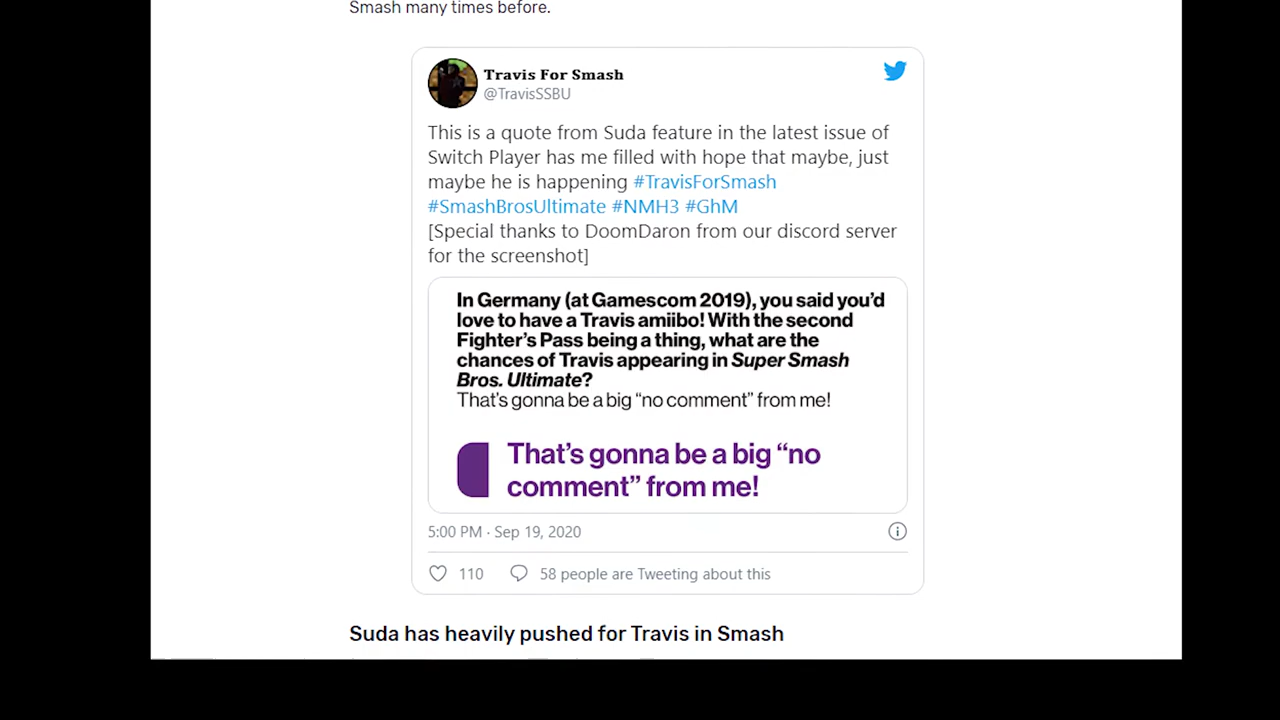 Smash many times before.
Travis For Smash
@TravisSSBU
This is a quote from Suda feature in the latest issue of
Switch Player has me filled with hope that maybe, just
maybe he is happening #TravisForSmash
#SmashBrosUltimate #NMH3 #GhM
[Special thanks to DoomDaron from our discord server
for the screenshot]
In Germany (at Gamescom 2019), you said you’d
love to have a Travis amiibo! With the second
Fighter’s Pass being a thing, what are the
chances of Travis appearing in Super Smash
Bros. Ultimate?
That’s gonna be a big “no comment” from me!
That’s gonna be a big “no
comment” from me!
5:00 PM · Sep 19, 2020
110 58 people are Tweeting about this
Suda has heavily pushed for Travis in Smash